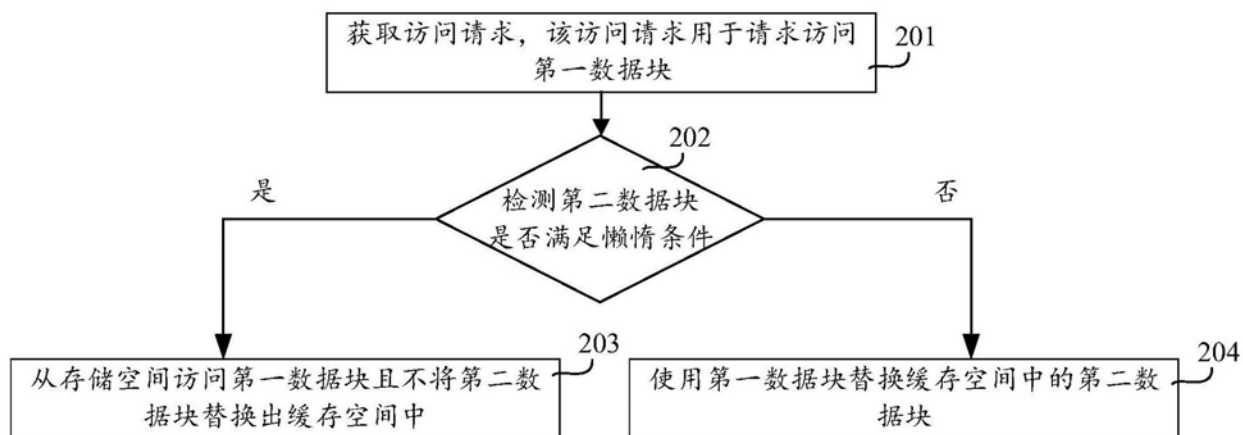 获取访问请求，该访问请求用于请求访问
第一数据块
201
202
检测第二数据块
是否满足懒惰条件
是
否
203
从存储空间访问第一数据块且不将第二数
据块替换出缓存空间中
204
使用第一数据块替换缓存空间中的第二数
据块